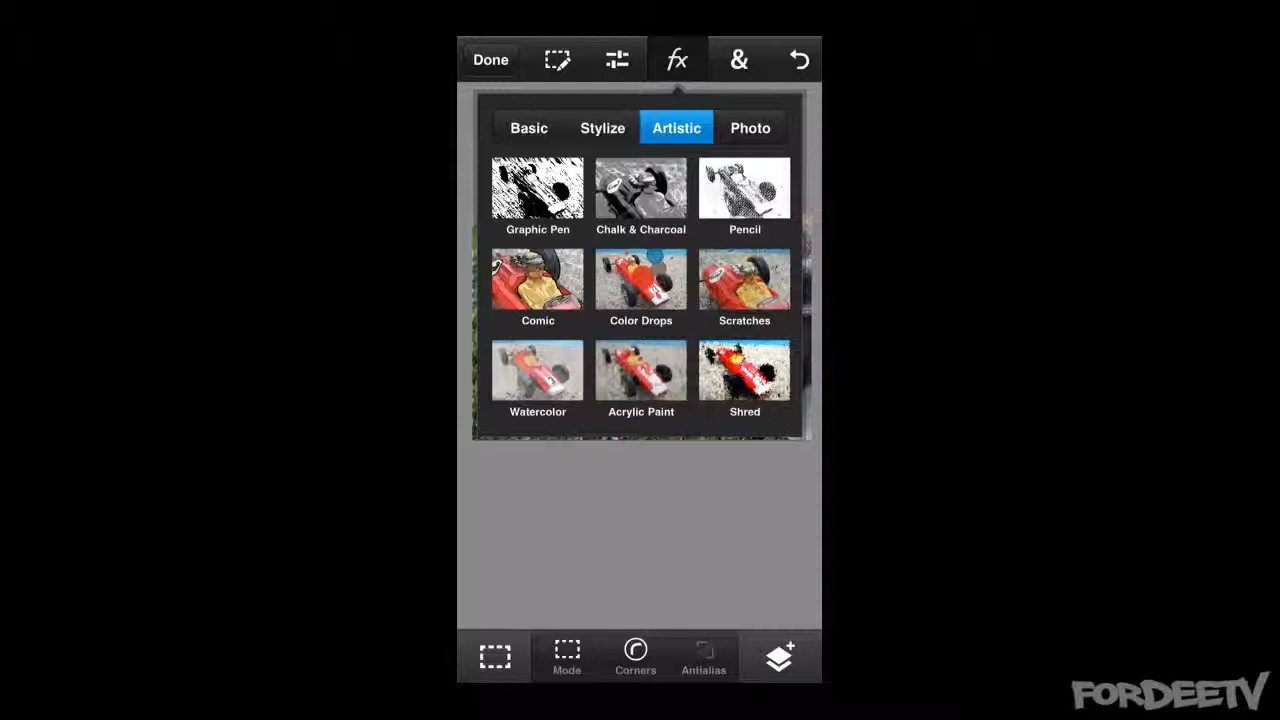 Done fx &
Basic Stylize Artistic Photo
Graphic Pen Chalk & Charcoal Pencil
Comic Color Drops Scratches
Watercolor Acrylic Paint Shred
Mode Corners Antialias
FORDEETV